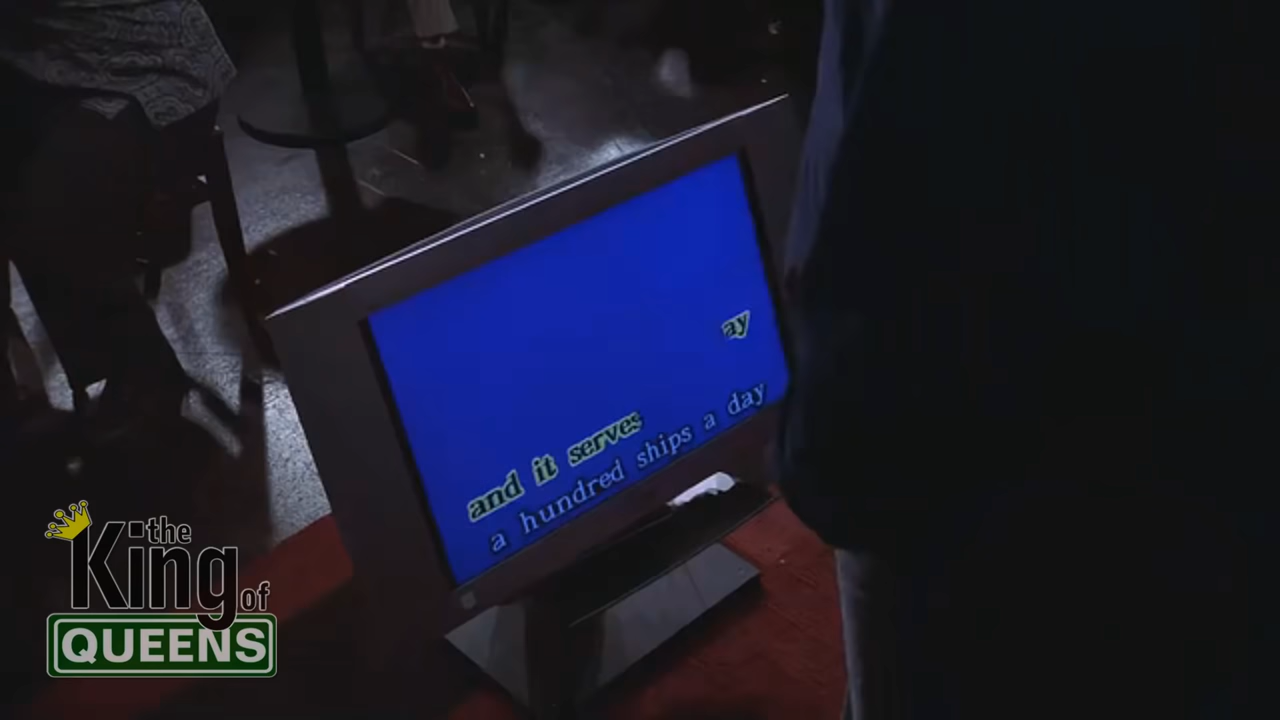 ay
and it serves
a hundred ships a day
the
King of
QUEENS